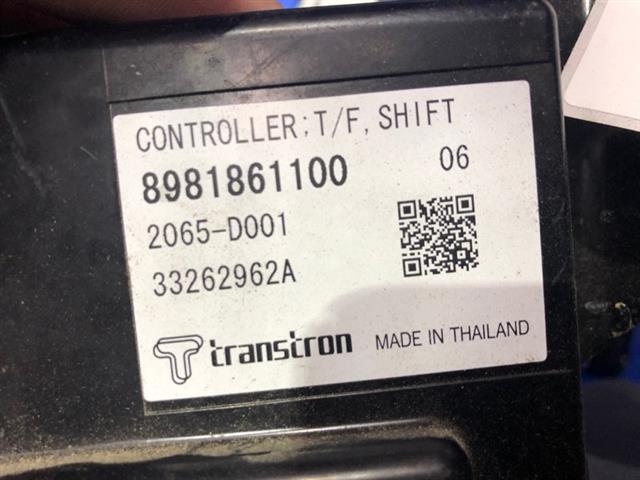 CONTROLLER;T/F,SHIFT
8981861100 06
2065-D001
33262962A
transtron MADE IN THAILAND